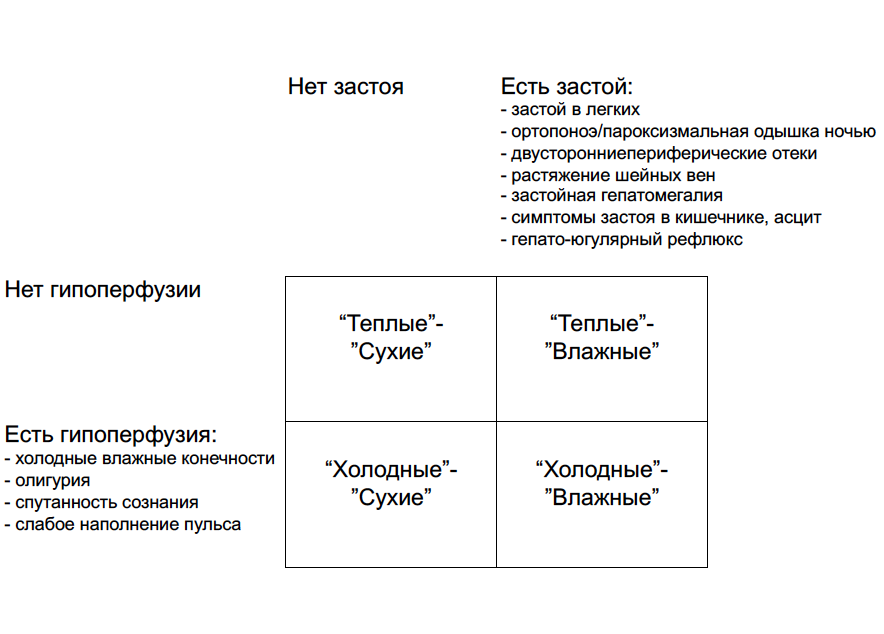 Нет застоя
Есть застой:
- застой в легких
- ортопоноэ/пароксизмальная одышка ночью
- двусторонниепериферические отеки
- растяжение шейных вен
- застойная гепатомегалия
- симптомы застоя в кишечнике, асцит
- гепато-югулярный рефлюкс
Нет гипоперфузии
“Теплые”-
”Сухие”
“Теплые”-
”Влажные”
Есть гипоперфузия:
- холодные влажные конечности
- олигурия
- спутанность сознания
- слабое наполнение пульса
“Холодные”-
”Сухие”
“Холодные”-
”Влажные”